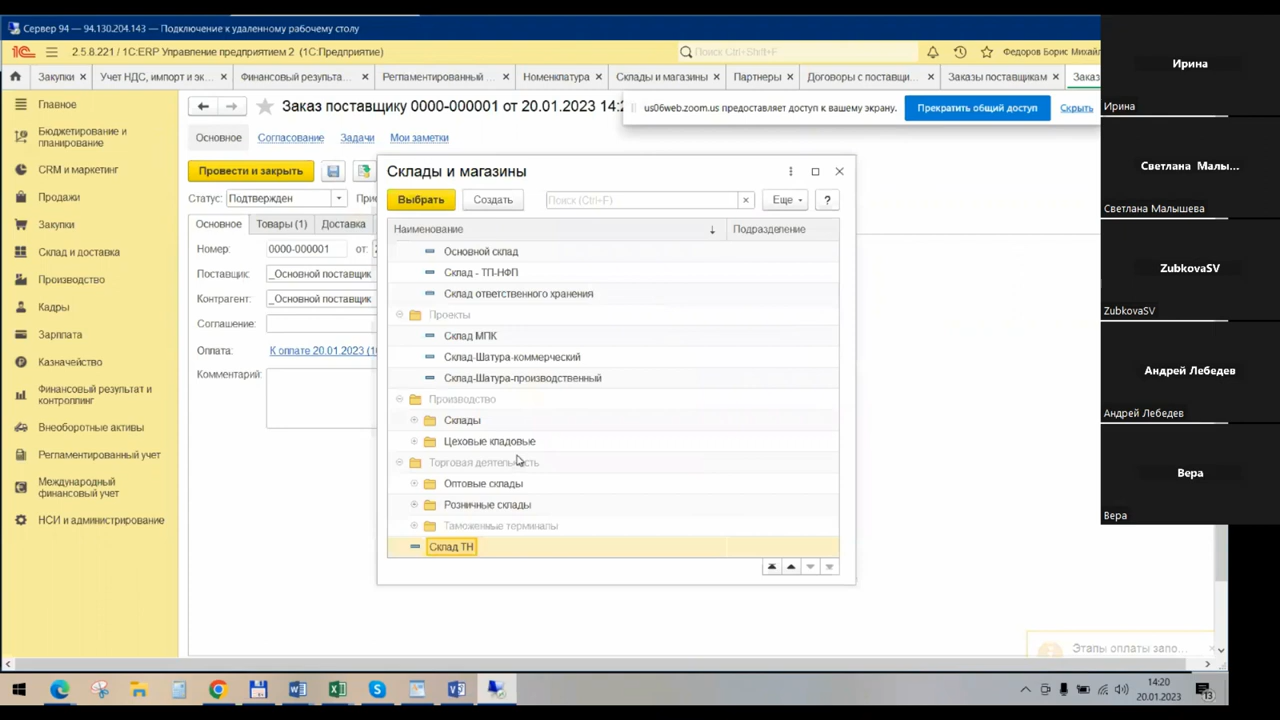 Сервер 94 — 94.130.204.143 — Подключение к удаленному рабочему столу
2.5.8.221 / 1С:ERP Управление предприятием 2 (1С:Предприятие)
Поиск Ctrl+Shift+F
Федоров Борис Михайл
Закупки
Учет НДС, импорт и эк...
Финансовый результа...
Регламентированный ...
Номенклатура
Склады и магазины
Партнеры
Договоры с поставщи...
Заказы поставщикам
Заказ
Заказ поставщику 0000-000001 от 20.01.2023 14:2
us06web.zoom.us предоставляет доступ к вашему экрану.
Прекратить общий доступ
Скрыть
Основное
Согласование
Задачи
Мои заметки
Провести и закрыть
Статус:
Подтвержден
Основное
Товары (1)
Доставка
Номер:
0000-000001
от:
Поставщик:
_Основной поставщик
Контрагент:
_Основной поставщик
Соглашение:
Оплата:
К оплате 20.01.2023 (1
Комментарий:
Главное
Бюджетирование и
планирование
CRM и маркетинг
Продажи
Закупки
Склад и доставка
Производство
Кадры
Зарплата
Казначейство
Финансовый результат и
контроллинг
Внеоборотные активы
Регламентированный учет
Международный
финансовый учет
НСИ и администрирование
Склады и магазины
Выбрать
Создать
Поиск (Ctrl+F)
Еще
?
Наименование
Подразделение
Основной склад
Склад - ТП-НФП
Склад ответственного хранения
Проекты
Склад МПК
Склад-Шатура-коммерческий
Склад-Шатура-производственный
Производство
Склады
Цеховые кладовые
Торговая деятельность
Оптовые склады
Розничные склады
Таможенные терминалы
Склад ТН
Этапы оплаты запо...
Ирина
Ирина
Светлана Малы...
Светлана Малышева
ZubkovaSV
ZubkovaSV
Андрей Лебедев
Андрей Лебедев
Вера
Вера
14:20
20.01.2023
13